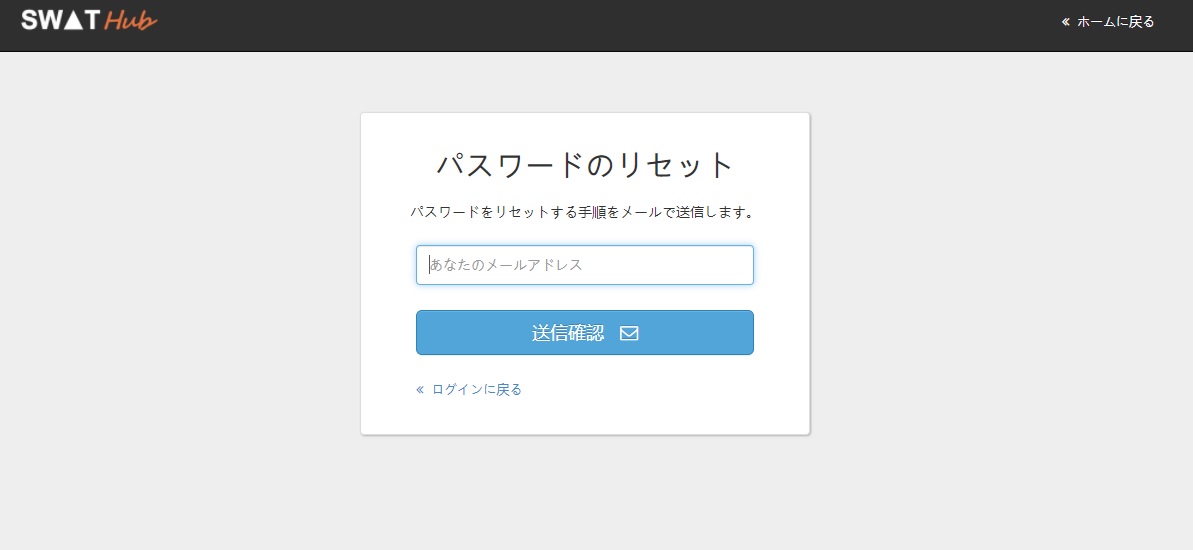 SWAT Hub
« ホームに戻る
パスワードのリセット
パスワードをリセットする手順をメールで送信します。
あなたのメールアドレス
送信確認
« ログインに戻る